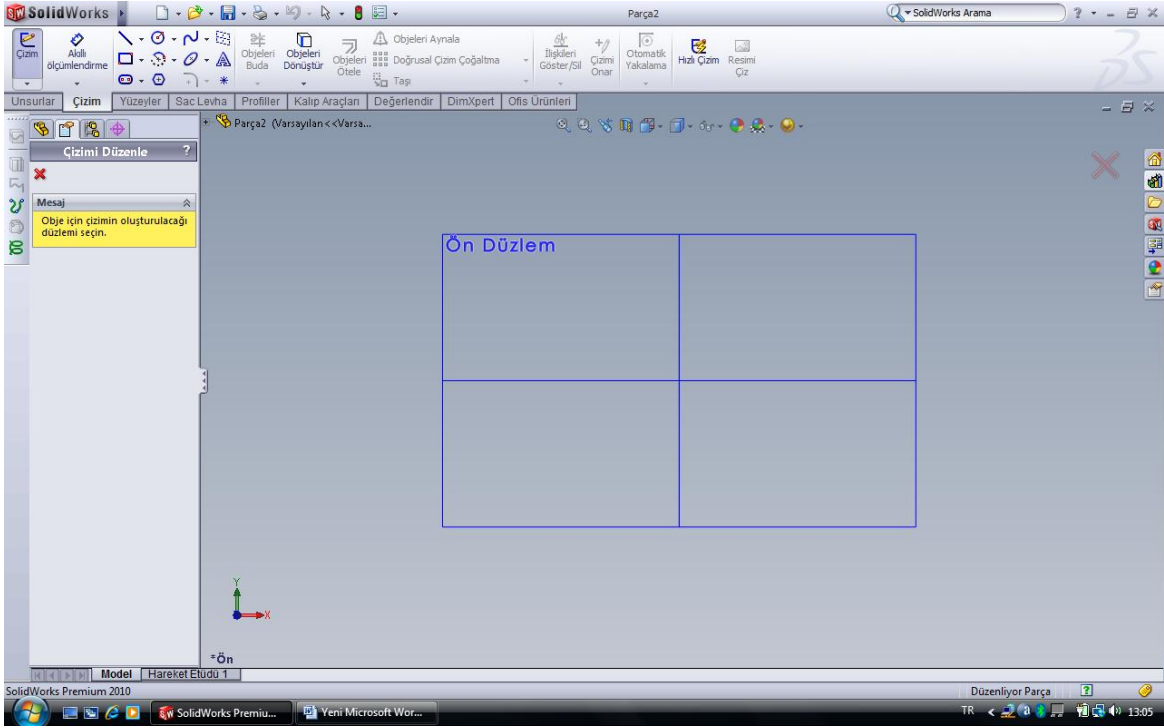 SolidWorks
Parça2
SolidWorks Arama
Çizim
Akıllı
ölçümlendirme
Objeleri
Buda
Objeleri
Dönüştür
Objeleri
Ötele
Objeleri Aynala
Doğrusal Çizim Çoğaltma
Taşı
İlişkileri
Göster/Sil
Çizimi
Onar
Otomatik
Yakalama
Hızlı Çizim
Resimi
Çiz
Unsurlar Çizim Yüzeyler Sac Levha Profiller Kalıp Araçları Değerlendir DimXpert Ofis Ürünleri
Parça2 (Varsayılan<<Varsa...
Çizimi Düzenle ?
Mesaj
Obje için çizimin oluşturulacağı
düzlemi seçin.
Ön Düzlem
Y
X
*Ön
Model Hareket Etüdü 1
SolidWorks Premium 2010
Düzenliyor Parça
SolidWorks Premiu...
Yeni Microsoft Wor...
TR
13:05